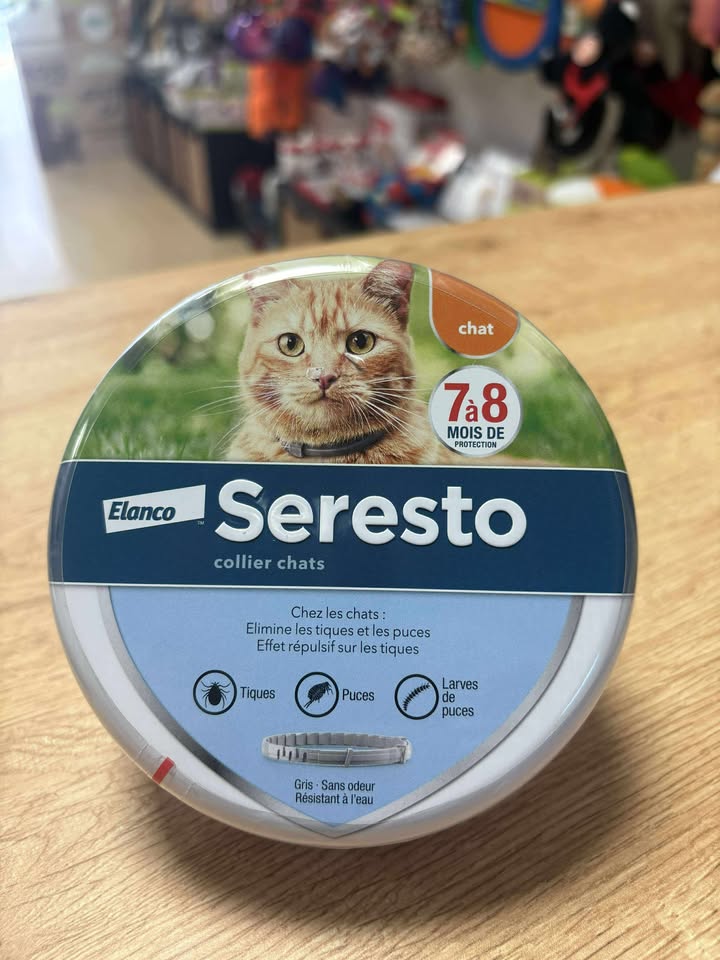 chat
7à8
MOIS DE
PROTECTION
Elanco™
Seresto
collier chats
Chez les chats :
Elimine les tiques et les puces
Effet répulsif sur les tiques
Tiques
Puces
Larves
de
puces
Gris · Sans odeur
Résistant à l'eau